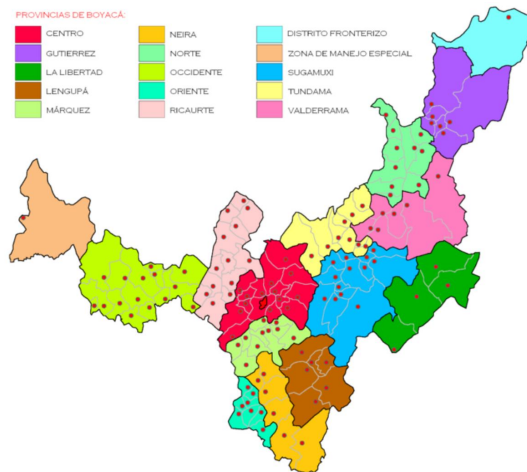 PROVINCIAS DE BOYACÁ:
CENTRO
GUTIERREZ
LA LIBERTAD
LENGUPÁ
MÁRQUEZ
NEIRA
NORTE
OCCIDENTE
ORIENTE
RICAURTE
DISTRITO FRONTERIZO
ZONA DE MANEJO ESPECIAL
SUGAMUXI
TUNDAMA
VALDERRAMA